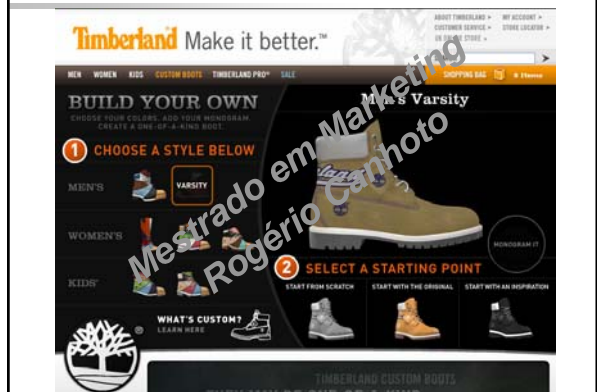 Timberland Make it better.™
ABOUT TIMBERLAND > MY ACCOUNT >
CUSTOMER SERVICE > STORE LOCATOR >
UK ONLINE STORE >
MEN WOMEN KIDS CUSTOM BOOTS TIMBERLAND PRO® SALE SHOPPING BAG 0 Items
BUILD YOUR OWN
CHOOSE YOUR COLORS, ADD YOUR MONOGRAM.
CREATE A ONE-OF-A-KIND BOOT.
1 CHOOSE A STYLE BELOW
MEN'S
VARSITY
WOMEN'S
KIDS'
WHAT'S CUSTOM?
LEARN HERE
®
Men's Varsity
MONOGRAM IT
2 SELECT A STARTING POINT
START FROM SCRATCH START WITH THE ORIGINAL START WITH AN INSPIRATION
TIMBERLAND CUSTOM BOOTS
Mestrado em Marketing
Rogério Canhoto